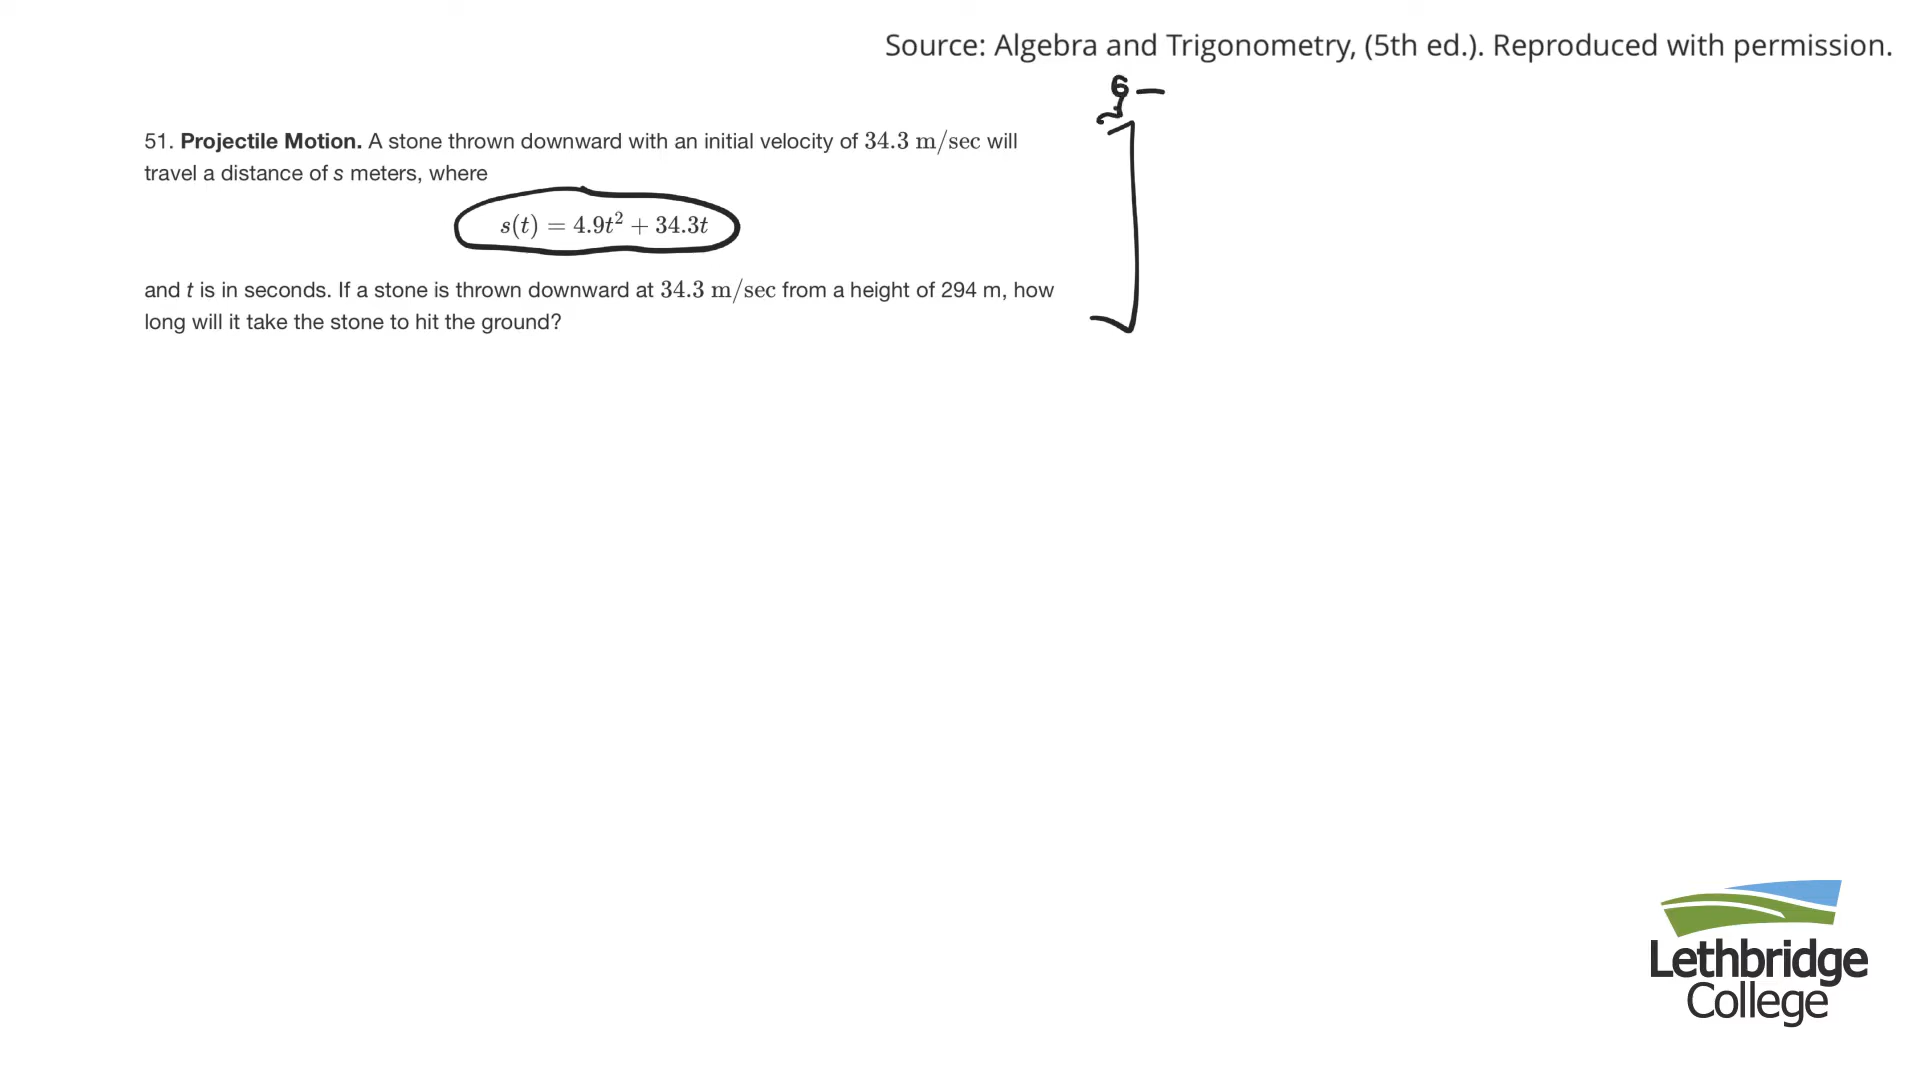 Source: Algebra and Trigonometry, (5th ed.). Reproduced with permission.
51. Projectile Motion. A stone thrown downward with an initial velocity of 34.3 m/sec will
travel a distance of s meters, where
s(t) = 4.9t² + 34.3t
and t is in seconds. If a stone is thrown downward at 34.3 m/sec from a height of 294 m, how
long will it take the stone to hit the ground?
Lethbridge
College